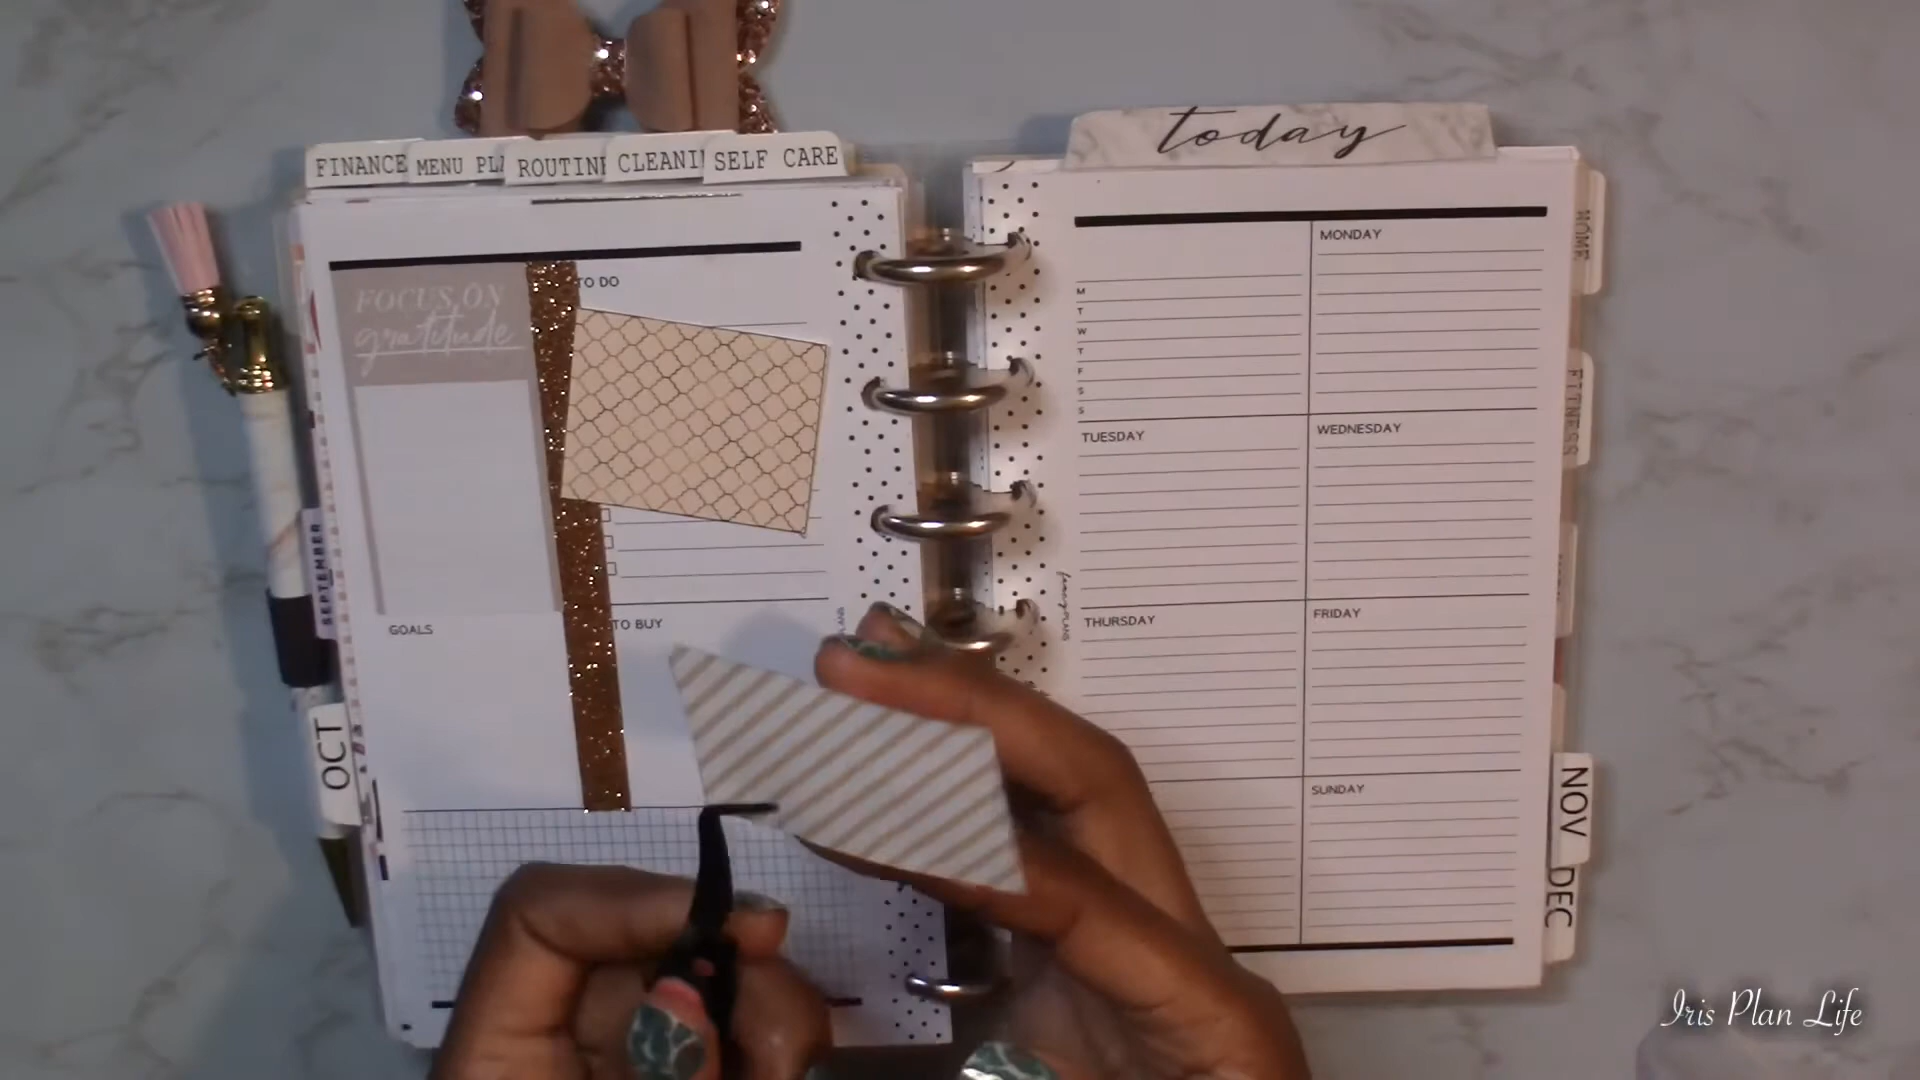 today
FINANCE
MENU PL
ROUTIN
CLEANI
SELF CARE
FOCUS ON
gratitude
TO DO
GOALS
TO BUY
SEPTEMBER
OCT
M
T
W
T
F
S
S
MONDAY
TUESDAY
WEDNESDAY
THURSDAY
FRIDAY
SUNDAY
HOME
FITNESS
NOV
DEC
Iris Plan Life